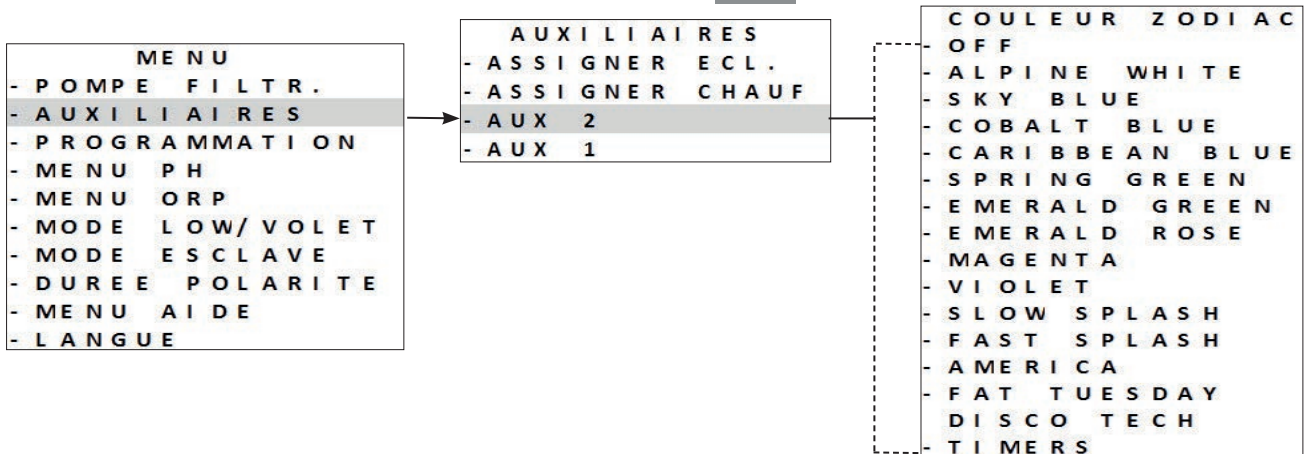 MENU
- POMPE FILTR.
- AUXILIAIRES
- PROGRAMMATION
- MENU PH
- MENU ORP
- MODE LOW/VOLET
- MODE ESCLAVE
- DUREE POLARITE
- MENU AIDE
- LANGUE
AUXILIAIRES
- ASSIGNER ECL.
- ASSIGNER CHAUF
- AUX 2
- AUX 1
COULEUR ZODIAC
- OFF
- ALPINE WHITE
- SKY BLUE
- COBALT BLUE
- CARIBBEAN BLUE
- SPRING GREEN
- EMERALD GREEN
- EMERALD ROSE
- MAGENTA
- VIOLET
- SLOW SPLASH
- FAST SPLASH
- AMERICA
- FAT TUESDAY
DISCO TECH
- TIMERS